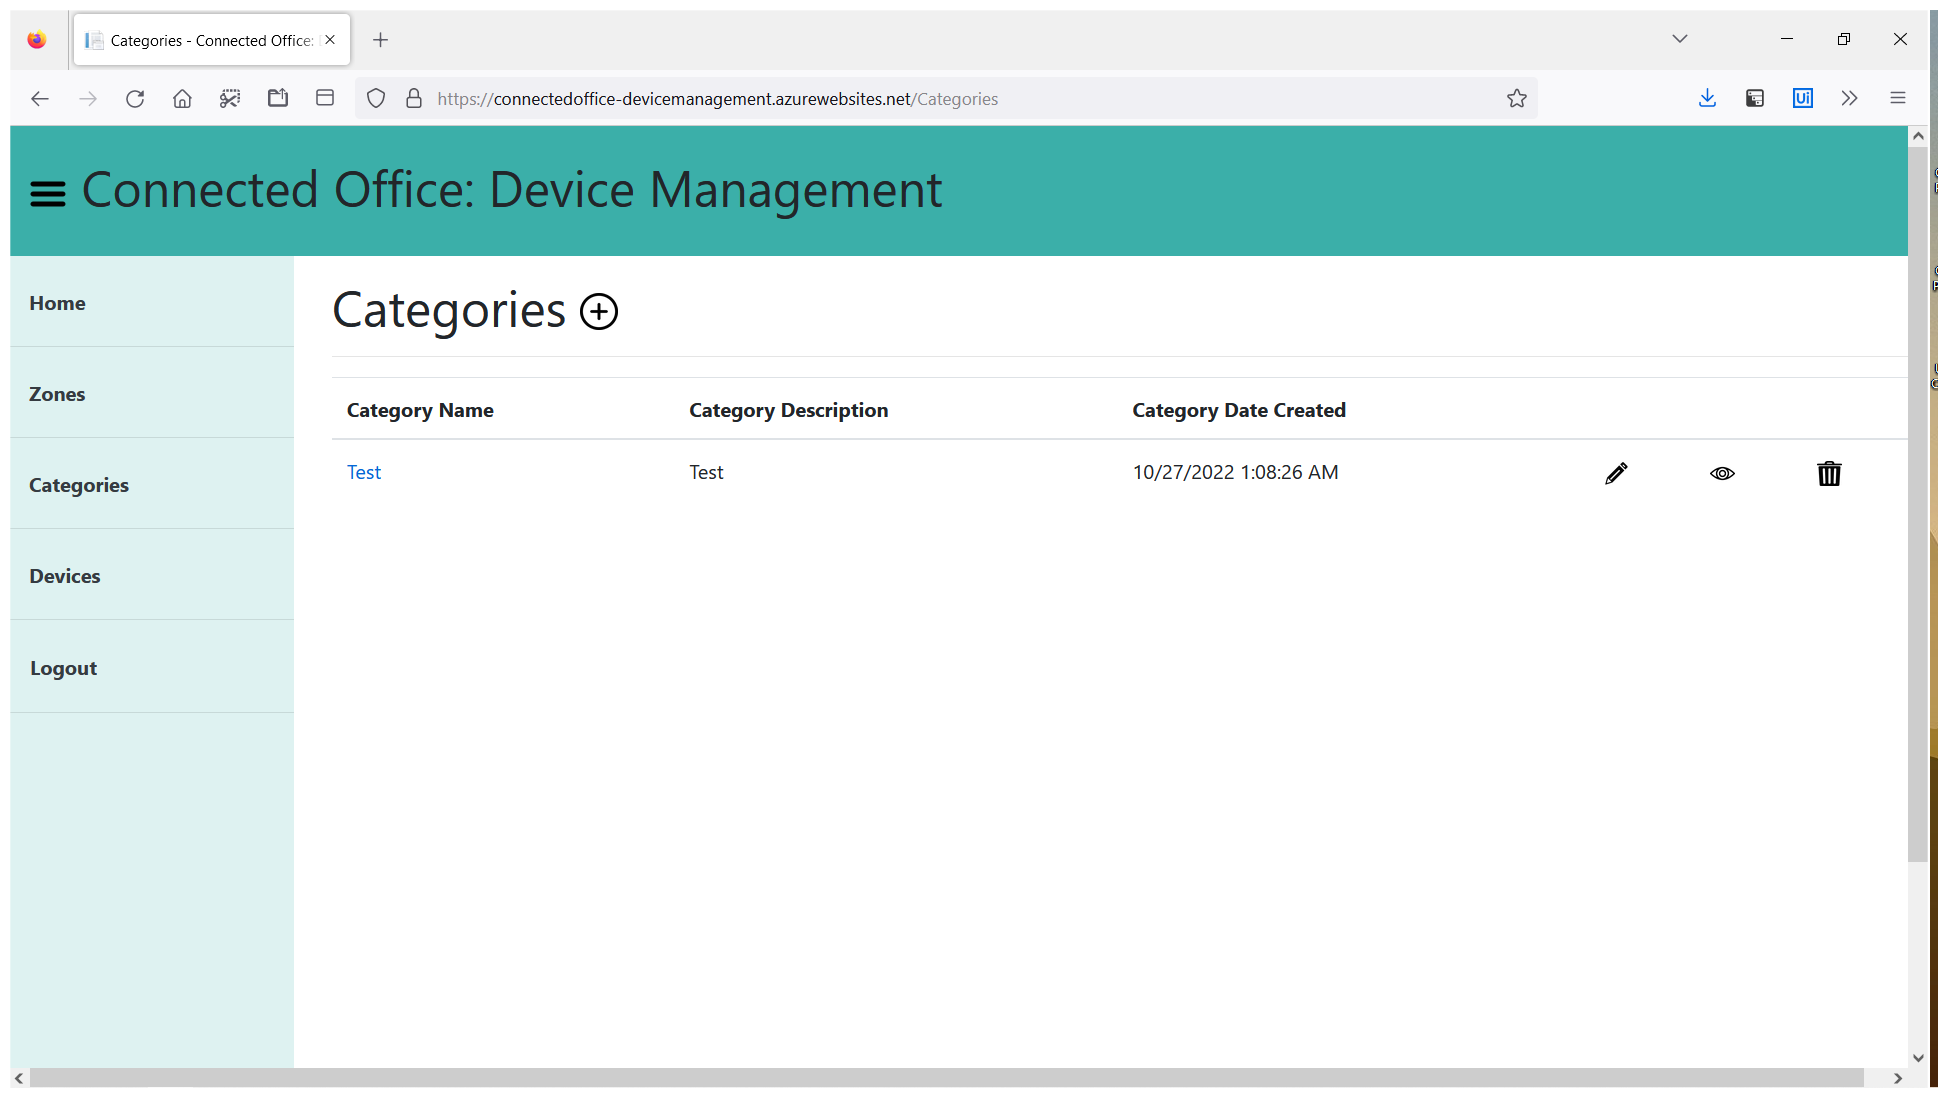 Categories - Connected Office:
https://connectedoffice-devicemanagement.azurewebsites.net/Categories
Ui
Connected Office: Device Management
Home
Zones
Categories
Devices
Logout
Categories
Category Name Category Description Category Date Created
Test Test 10/27/2022 1:08:26 AM